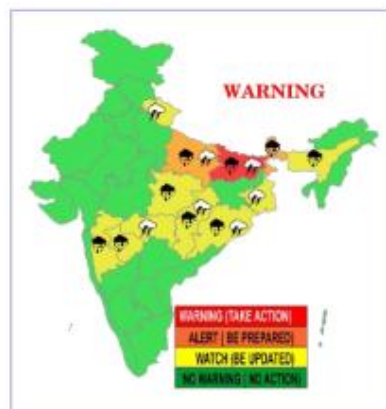 WARNING
WARNING (TAKE ACTION)
ALERT ( BE PREPARED)
WATCH (BE UPDATED)
NO WARNING ( NO ACTION)